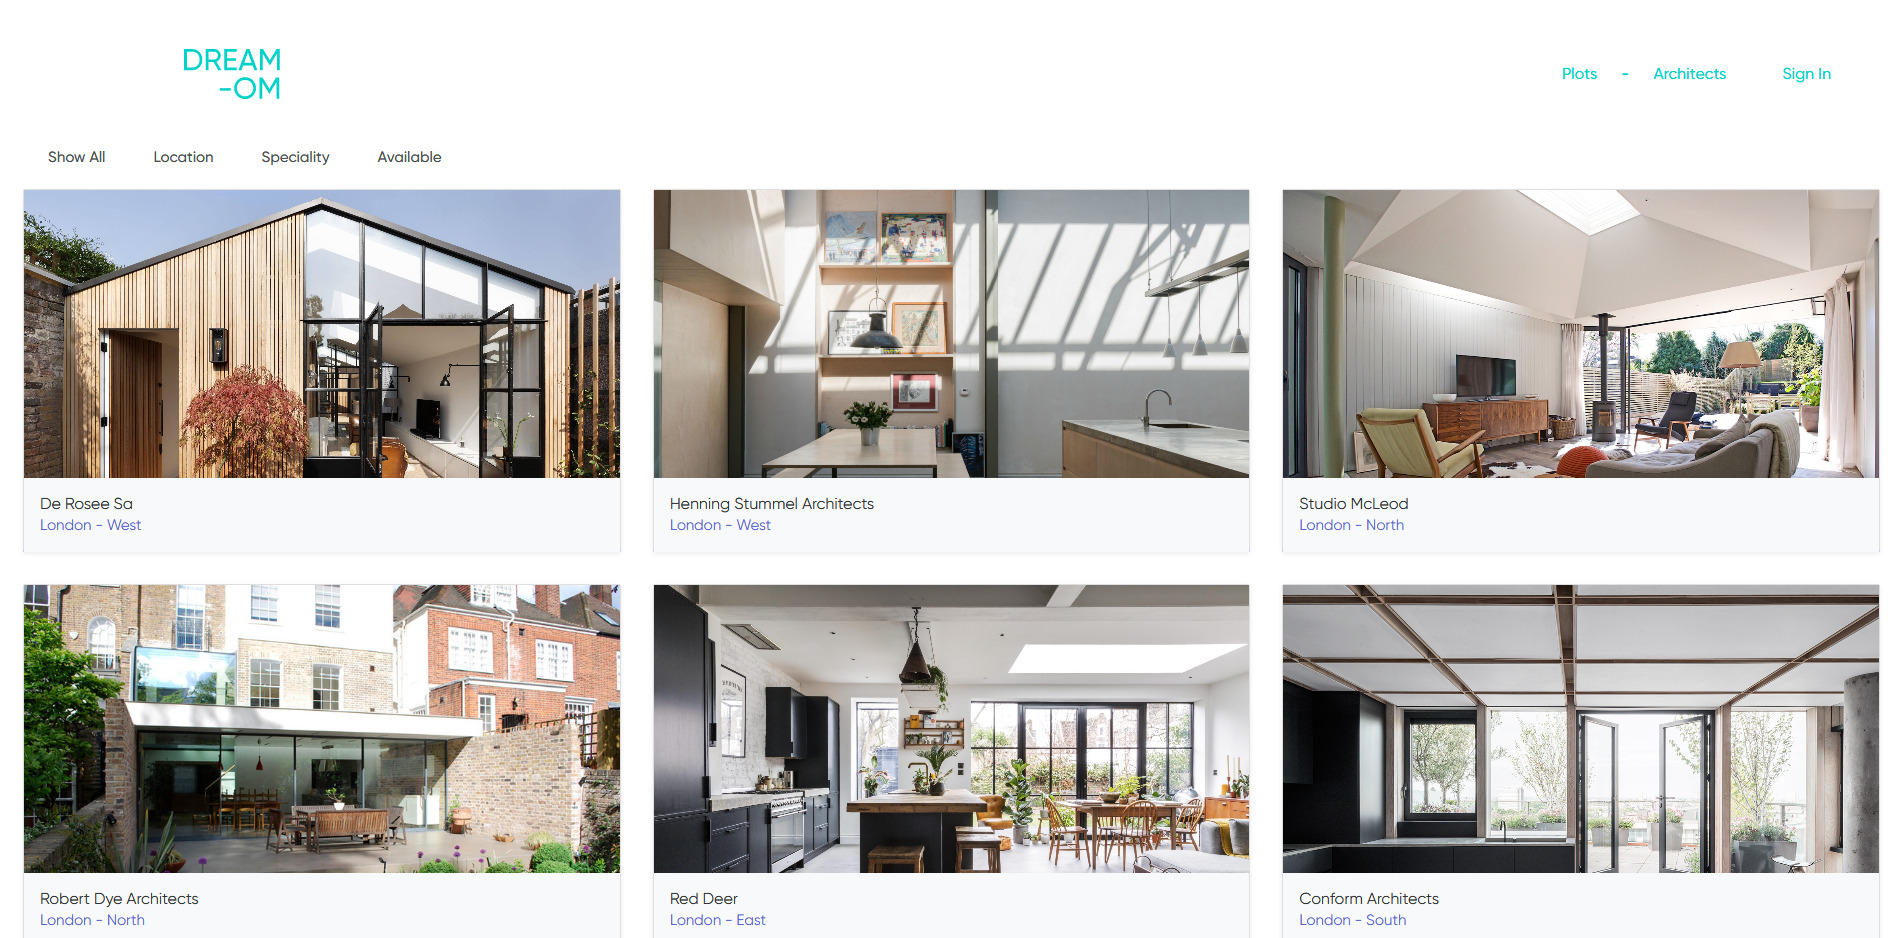 DREAM
-OM
Plots - Architects Sign In
Show All Location Speciality Available
De Rosee Sa
London - West
Henning Stummel Architects
London - West
Studio McLeod
London - North
Robert Dye Architects
London - North
Red Deer
London - East
Conform Architects
London - South